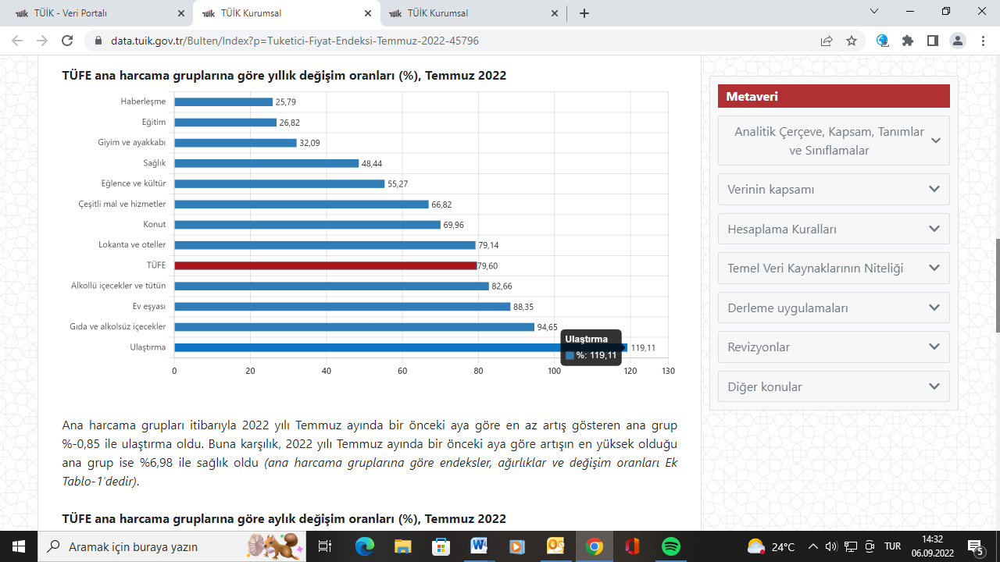 TÜİK - Veri Portalı
TÜİK Kurumsal
TÜİK Kurumsal
data.tuik.gov.tr/Bulten/Index?p=Tuketici-Fiyat-Endeksi-Temmuz-2022-45796
TÜFE ana harcama gruplarına göre yıllık değişim oranları (%), Temmuz 2022
Haberleşme 25,79
Eğitim 26,82
Giyim ve ayakkabı 32,09
Sağlık 48,44
Eğlence ve kültür 55,27
Çeşitli mal ve hizmetler 66,82
Konut 69,96
Lokanta ve oteller 79,14
TÜFE 79,60
Alkollü içecekler ve tütün 82,66
Ev eşyası 88,35
Gıda ve alkolsüz içecekler 94,65
Ulaştırma 119,11
Ulaştırma
%: 119,11
0 20 40 60 80 100 120 130
Ana harcama grupları itibarıyla 2022 yılı Temmuz ayında bir önceki aya göre en az artış gösteren ana grup
%-0,85 ile ulaştırma oldu. Buna karşılık, 2022 yılı Temmuz ayında bir önceki aya göre artışın en yüksek olduğu
ana grup ise %6,98 ile sağlık oldu (ana harcama gruplarına göre endeksler, ağırlıklar ve değişim oranları Ek
Tablo-1'dedir).
TÜFE ana harcama gruplarına göre aylık değişim oranları (%), Temmuz 2022
Metaveri
Analitik Çerçeve, Kapsam, Tanımlar
ve Sınıflamalar
Verinin kapsamı
Hesaplama Kuralları
Temel Veri Kaynaklarının Niteliği
Derleme uygulamaları
Revizyonlar
Diğer konular
Aramak için buraya yazın
24°C
TUR
14:32
06.09.2022
5